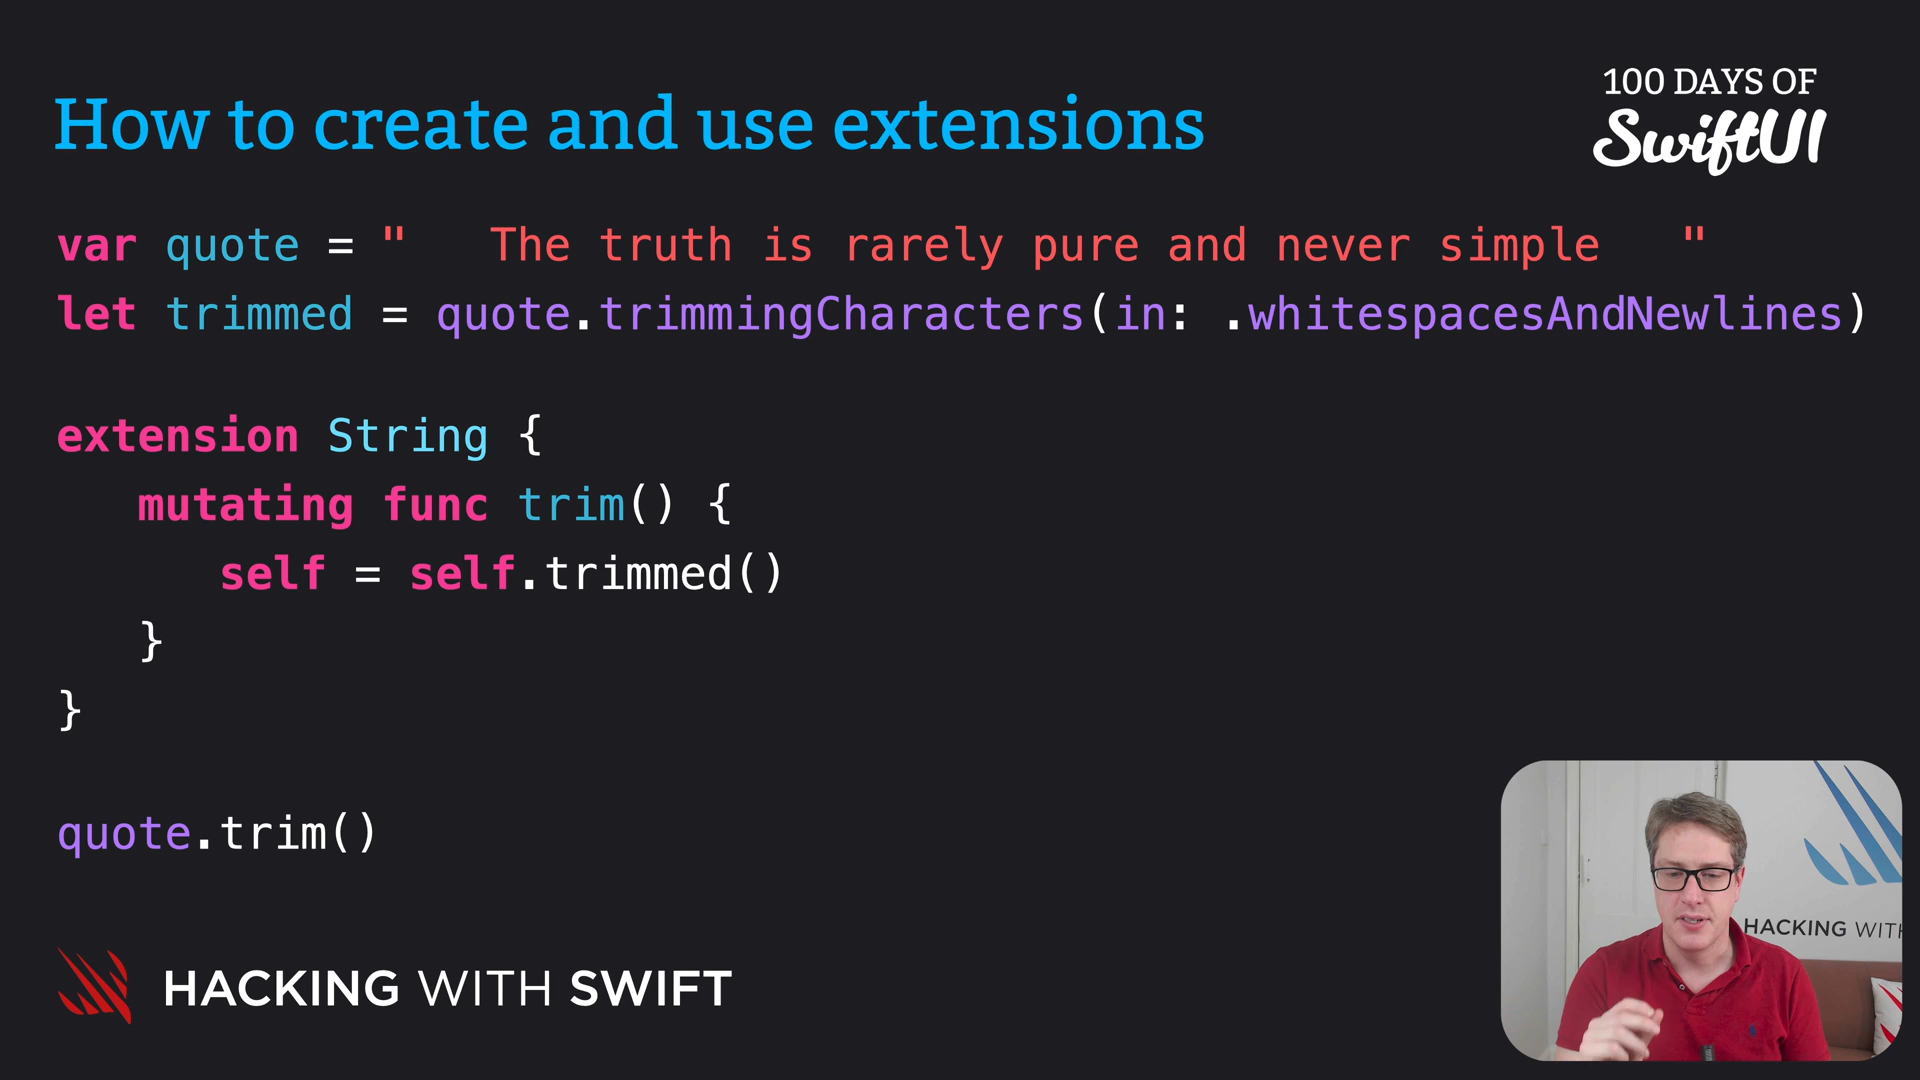 How to create and use extensions
100 DAYS OF
SwiftUI
var quote = "   The truth is rarely pure and never simple   "
let trimmed = quote.trimmingCharacters(in: .whitespacesAndNewlines)
extension String {
   mutating func trim() {
      self = self.trimmed()
   }
}
quote.trim()
HACKING WITH SWIFT
HACKING WITH